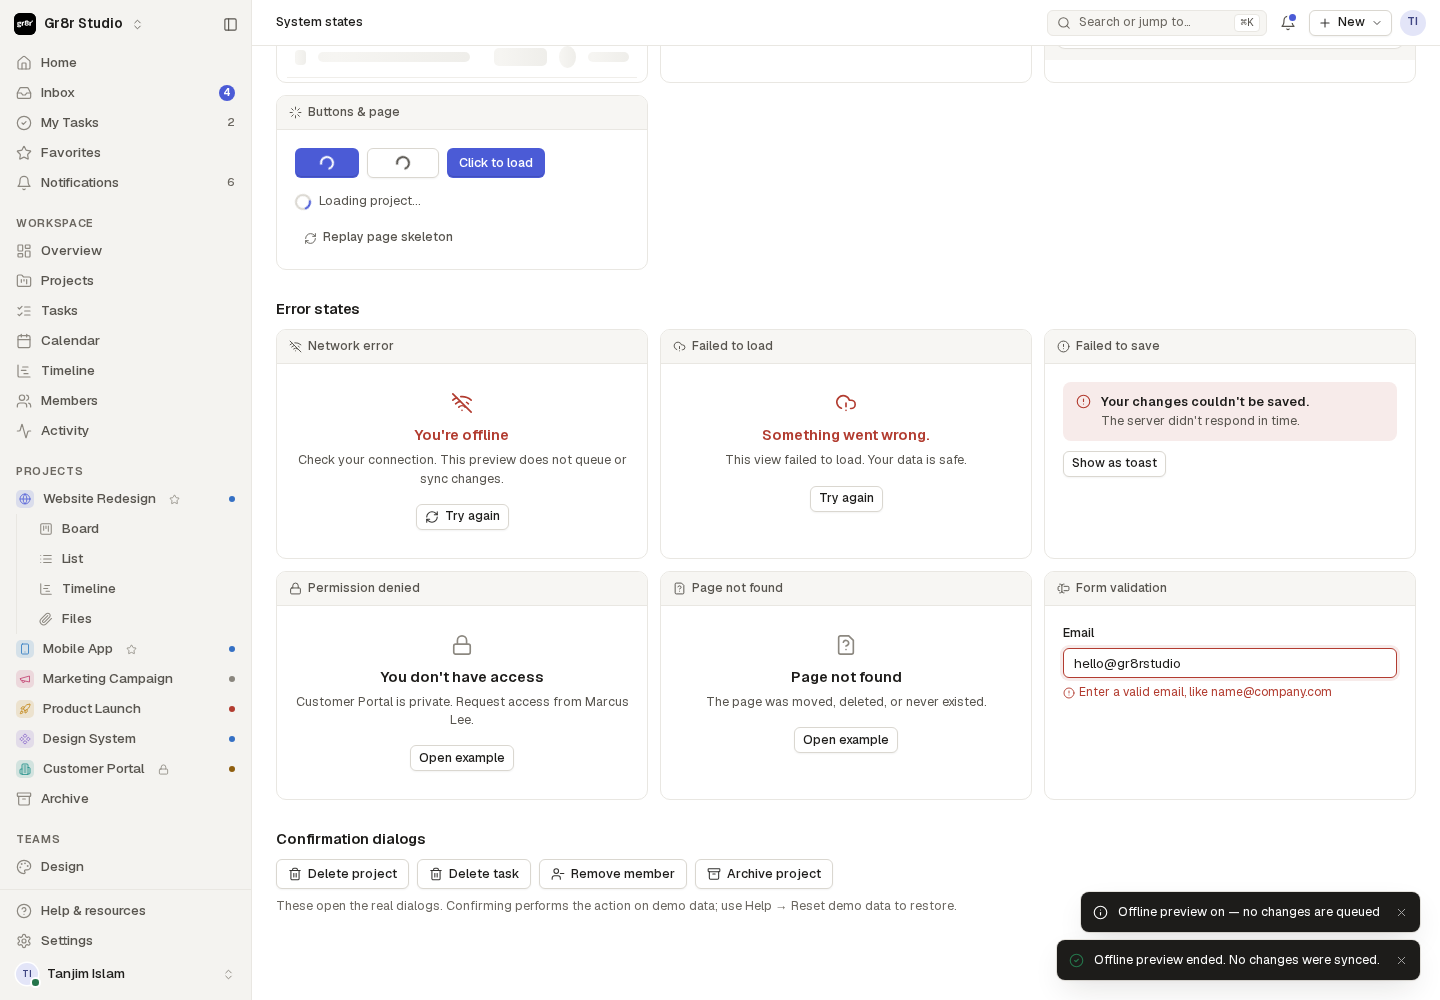 gr8r Gr8r Studio
Home
Inbox 4
My Tasks 2
Favorites
Notifications 6
WORKSPACE
Overview
Projects
Tasks
Calendar
Timeline
Members
Activity
PROJECTS
Website Redesign
Board
List
Timeline
Files
Mobile App
Marketing Campaign
Product Launch
Design System
Customer Portal
Archive
TEAMS
Design
Help & resources
Settings
TI Tanjim Islam
System states
Search or jump to... ⌘K
New
TI
Buttons & page
Click to load
Loading project...
Replay page skeleton
Error states
Network error
You're offline
Check your connection. This preview does not queue or
sync changes.
Try again
Failed to load
Something went wrong.
This view failed to load. Your data is safe.
Try again
Failed to save
Your changes couldn't be saved.
The server didn't respond in time.
Show as toast
Permission denied
You don't have access
Customer Portal is private. Request access from Marcus
Lee.
Open example
Page not found
Page not found
The page was moved, deleted, or never existed.
Open example
Form validation
Email
hello@gr8rstudio
Enter a valid email, like name@company.com
Confirmation dialogs
Delete project
Delete task
Remove member
Archive project
These open the real dialogs. Confirming performs the action on demo data; use Help → Reset demo data to restore.
Offline preview on — no changes are queued
Offline preview ended. No changes were synced.